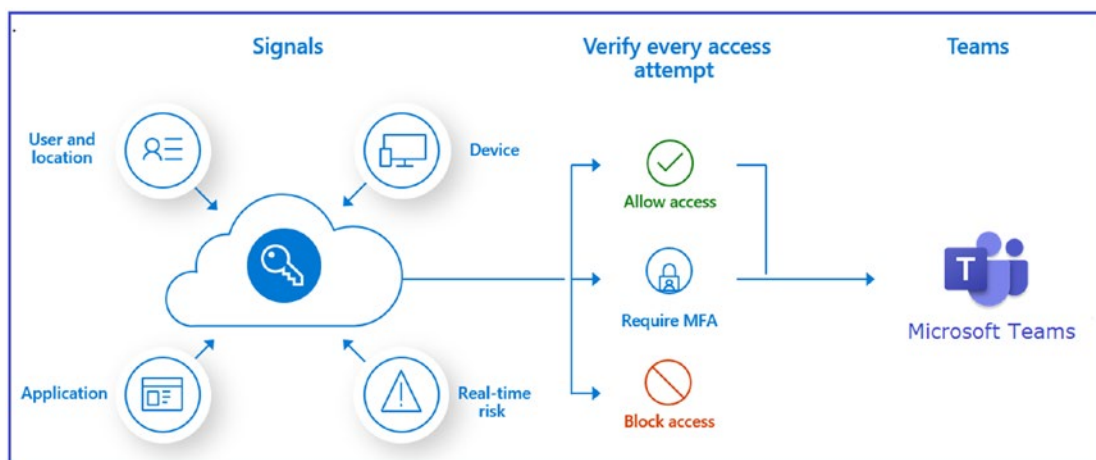 Signals
Verify every access
attempt
Teams
User and
location
Device
Allow access
Require MFA
T
Microsoft Teams
Application
Real-time
risk
Block access